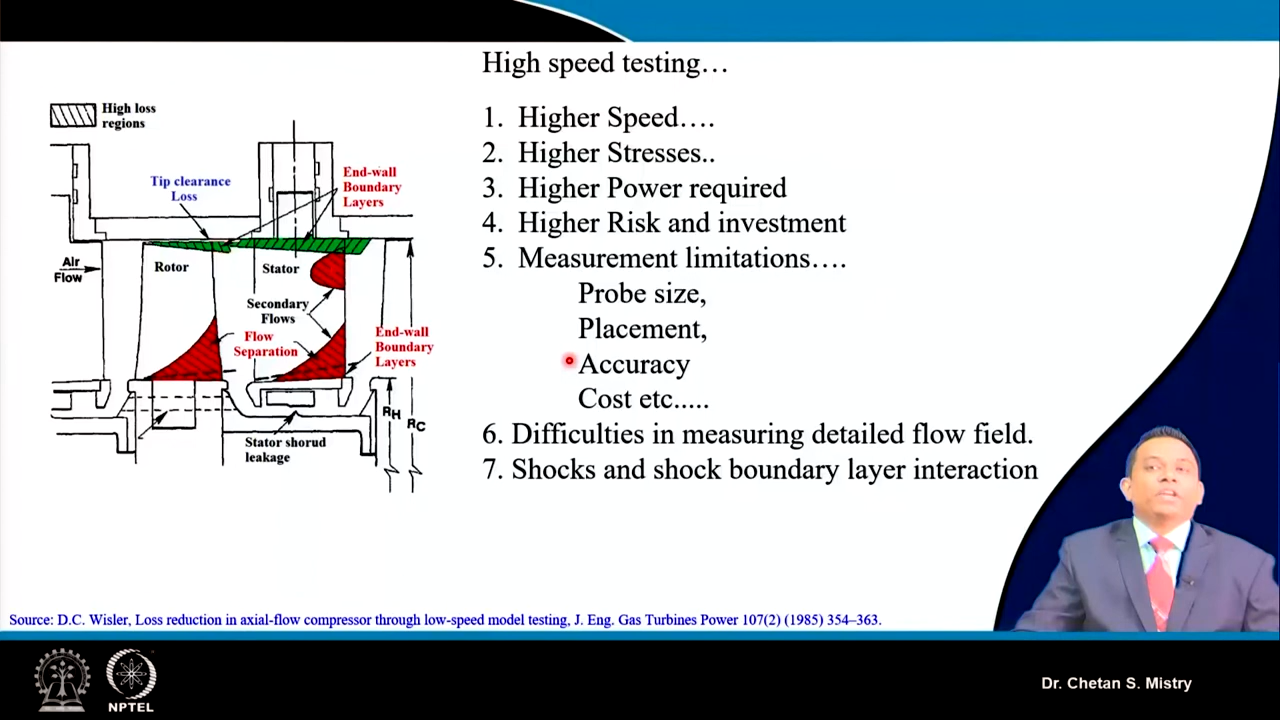 High speed testing…
High loss
regions
Tip clearance
Loss
End-wall
Boundary
Layers
Air
Flow
Rotor
Stator
Secondary
Flows
Flow
Separation
End-wall
Boundary
Layers
RH
RC
Stator shorud
leakage
1. Higher Speed….
2. Higher Stresses..
3. Higher Power required
4. Higher Risk and investment
5. Measurement limitations….
Probe size,
Placement,
Accuracy
Cost etc.....
6. Difficulties in measuring detailed flow field.
7. Shocks and shock boundary layer interaction
Source: D.C. Wisler, Loss reduction in axial-flow compressor through low-speed model testing, J. Eng. Gas Turbines Power 107(2) (1985) 354–363.
NPTEL
Dr. Chetan S. Mistry